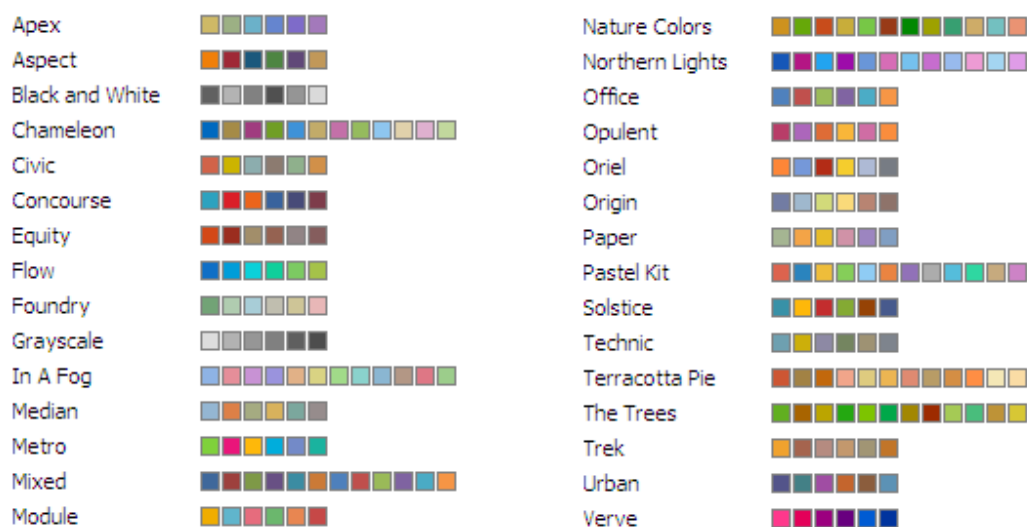 Apex
Aspect
Black and White
Chameleon
Civic
Concourse
Equity
Flow
Foundry
Grayscale
In A Fog
Median
Metro
Mixed
Module
Nature Colors
Northern Lights
Office
Opulent
Oriel
Origin
Paper
Pastel Kit
Solstice
Technic
Terracotta Pie
The Trees
Trek
Urban
Verve